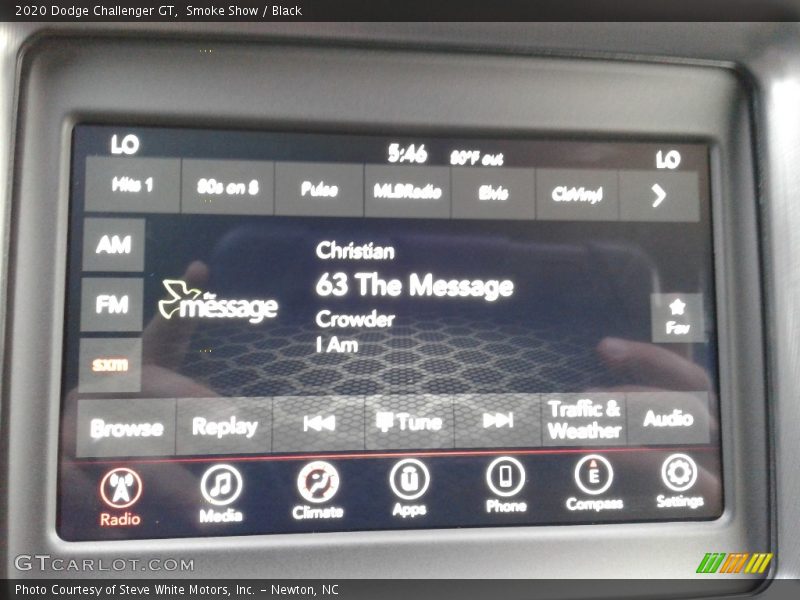 2020 Dodge Challenger GT, Smoke Show / Black
LO 5:46 80°F out LO
Hits 1 80s on 8 Pulse MLBRadio Elvis ClsVinyl
AM
FM
sxm
the message
Christian
63 The Message
Crowder
I Am
Fav
Browse Replay Tune Traffic & Weather Audio
E
Radio Media Climate Apps Phone Compass Settings
GTCARLOT.COM
Photo Courtesy of Steve White Motors, Inc. – Newton, NC